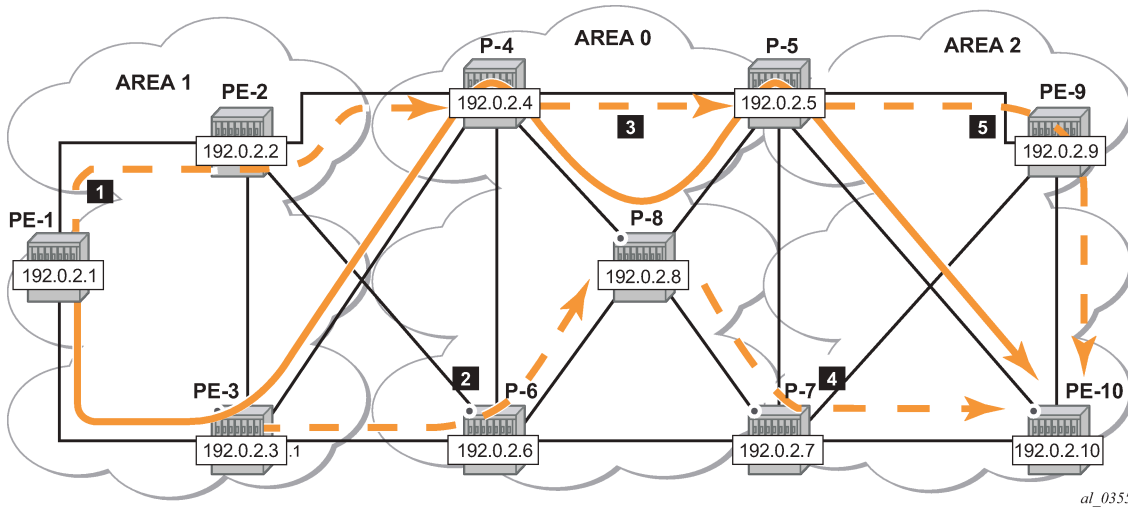 AREA 1
AREA 0
AREA 2
P-4
192.0.2.4
P-5
192.0.2.5
PE-2
192.0.2.2
PE-9
192.0.2.9
3
5
1
PE-1
192.0.2.1
P-8
192.0.2.8
2
4
PE-3
192.0.2.3
.1
P-6
192.0.2.6
P-7
192.0.2.7
PE-10
192.0.2.10
al_0355